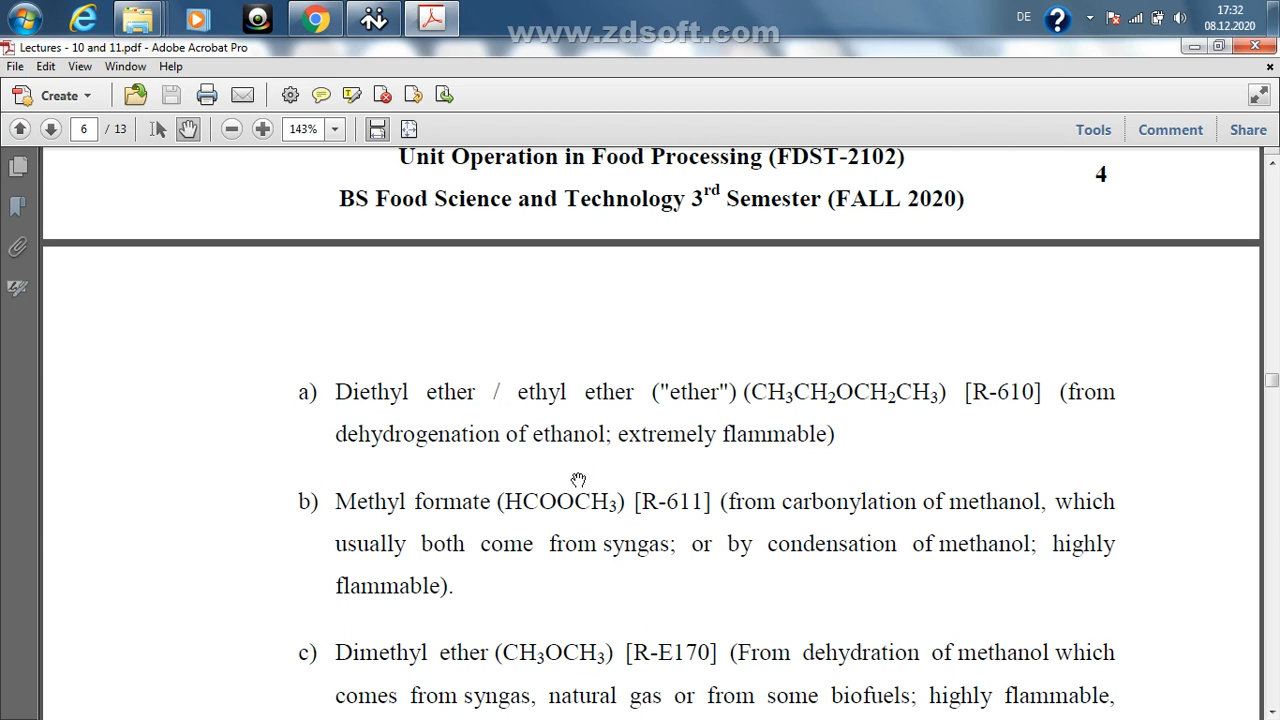 www.zdsoft.com
DE
17:32
08.12.2020
Lectures - 10 and 11.pdf - Adobe Acrobat Pro
File Edit View Window Help
Create
6 / 13 143% Tools Comment Share
Unit Operation in Food Processing (FDST-2102)
4
BS Food Science and Technology 3rd Semester (FALL 2020)
a) Diethyl ether / ethyl ether ("ether") (CH3CH2OCH2CH3) [R-610] (from
dehydrogenation of ethanol; extremely flammable)
b) Methyl formate (HCOOCH3) [R-611] (from carbonylation of methanol, which
usually both come from syngas; or by condensation of methanol; highly
flammable).
c) Dimethyl ether (CH3OCH3) [R-E170] (From dehydration of methanol which
comes from syngas, natural gas or from some biofuels; highly flammable,